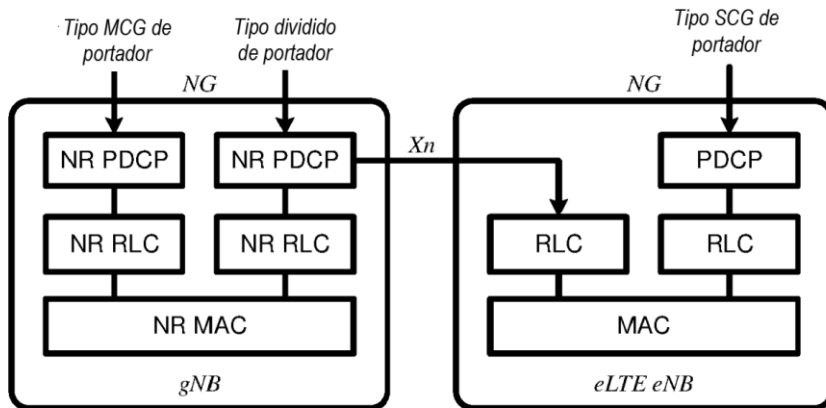 Tipo MCG de
portador
Tipo dividido
de portador
Tipo SCG de
portador
NG
NG
NR PDCP
NR PDCP
Xn
PDCP
NR RLC
NR RLC
RLC
RLC
NR MAC
MAC
gNB
eLTE eNB